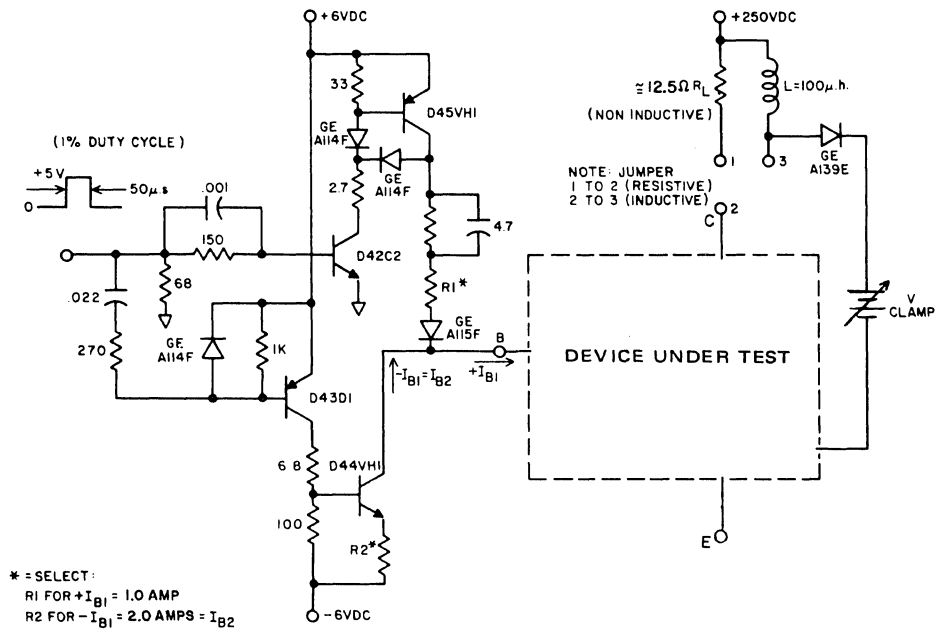 +6VDC
+250VDC
33
D45VH1
≅12.5Ω RL
(NON INDUCTIVE)
L=100μ.h.
(1% DUTY CYCLE)
GE
A114F
GE
A114F
GE
A139E
+5V
50μ.s
0
1
3
NOTE: JUMPER
1 TO 2 (RESISTIVE)
2 TO 3 (INDUCTIVE)
.001
2.7
4.7
C
2
150
D42C2
68
R1*
.022
V
CLAMP
GE
A115F
270
GE
A114F
1K
B
DEVICE UNDER TEST
-IB1=IB2
+IB1
D43D1
6 8
D44VH1
100
R2*
E
* = SELECT:
R1 FOR +IB1 = 1.0 AMP
R2 FOR -IB1 = 2.0 AMPS = IB2
-6VDC